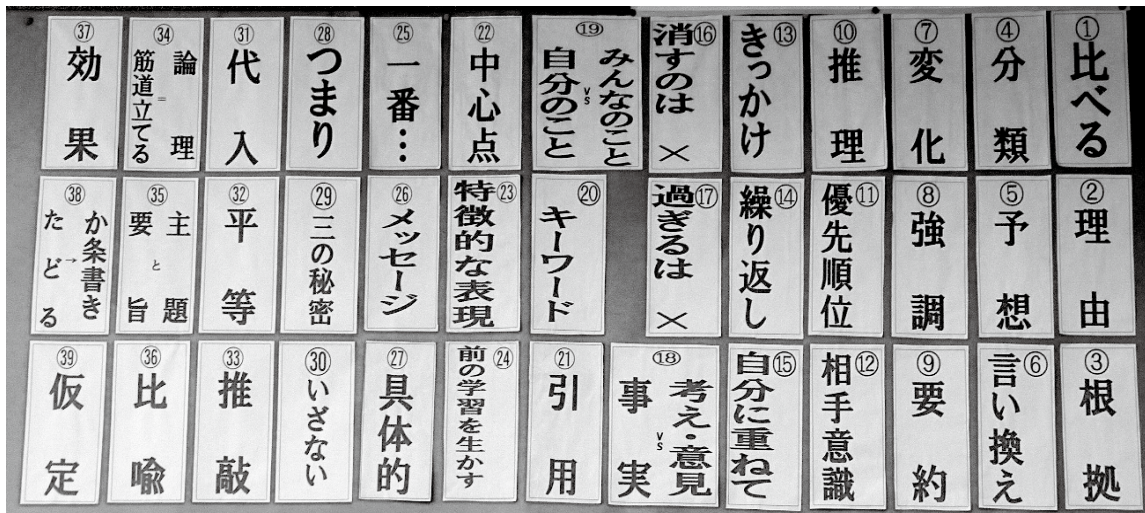 ①比べる
②理由
③根拠
④分類
⑤予想
⑥言い換え
⑦変化
⑧強調
⑨要約
⑩推理
⑪優先順位
⑫相手意識
⑬きっかけ
⑭繰り返し
⑮自分に重ねて
⑯消すのは×
⑰過ぎるは×
⑱考え・意見
vs
事実
⑲みんなのこと
vs
自分のこと
⑳キーワード
㉑引用
㉒中心点
㉓特徴的な表現
㉔前の学習を生かす
㉕一番…
㉖メッセージ
㉗具体的
㉘つまり
㉙三の秘密
㉚いざない
㉛代入
㉜平等
㉝推敲
㉞論理
=
筋道立てる
㉟主題
と
要旨
㊱比喩
㊲効果
㊳か条書き
→
たどる
㊴仮定